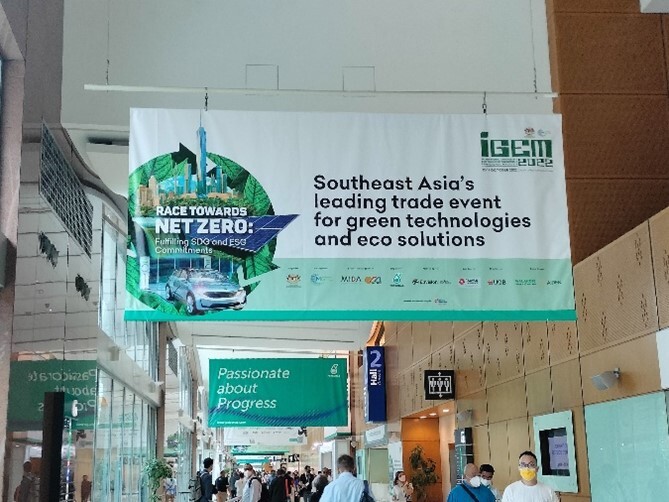 iGEM
2022
Southeast Asia's
leading trade event
for green technologies
and eco solutions
RACE TOWARDS
NET ZERO:
Fulfilling SDG and ESG
Commitments
MIDA
UOB
Passionate
about
Progress
Hall
2